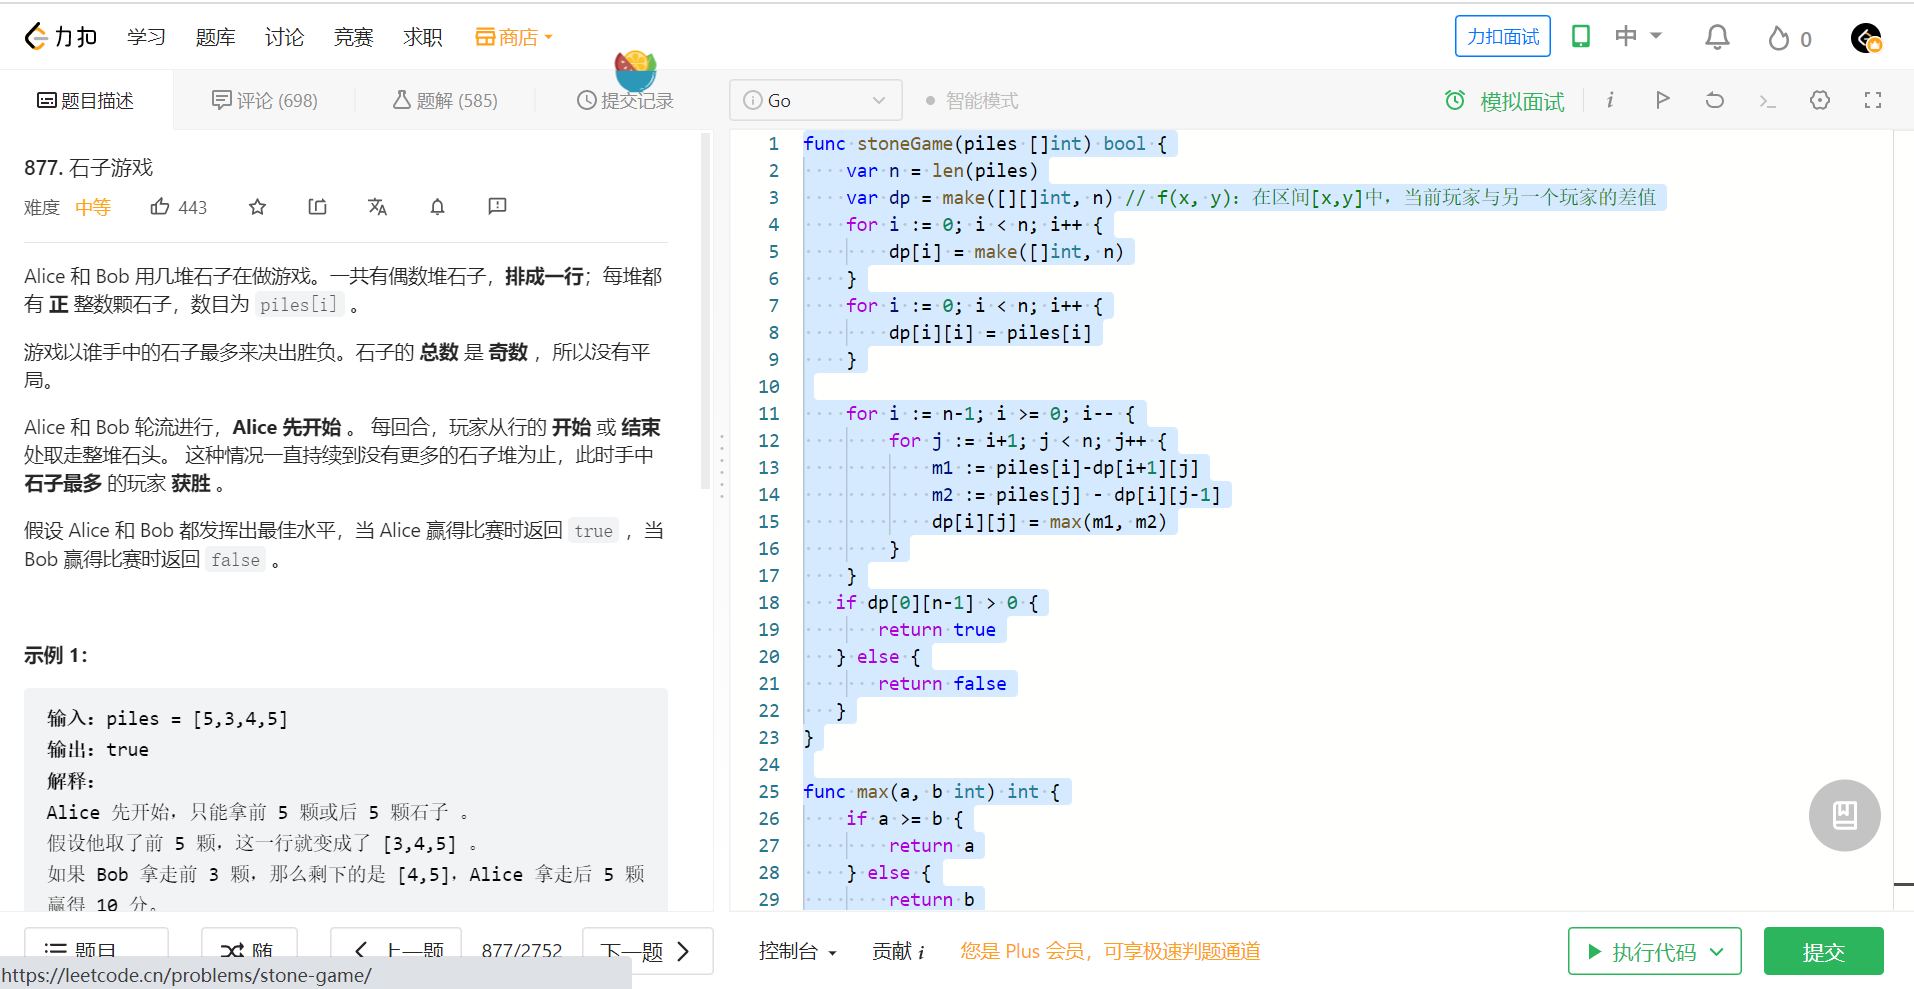 力扣 学习 题库 讨论 竞赛 求职 商店 力扣面试 中 0
题目描述 评论 (698) 题解 (585) 提交记录 i Go 智能模式 模拟面试 i
877. 石子游戏
难度 中等 443
Alice 和 Bob 用几堆石子在做游戏。一共有偶数堆石子，排成一行；每堆都
有 正 整数颗石子，数目为 piles[i] 。
游戏以谁手中的石子最多来决出胜负。石子的 总数 是 奇数 ，所以没有平
局。
Alice 和 Bob 轮流进行，Alice 先开始 。 每回合，玩家从行的 开始 或 结束
处取走整堆石头。 这种情况一直持续到没有更多的石子堆为止，此时手中
石子最多 的玩家 获胜 。
假设 Alice 和 Bob 都发挥出最佳水平，当 Alice 赢得比赛时返回 true ，当
Bob 赢得比赛时返回 false 。
示例 1：
输入：piles = [5,3,4,5]
输出：true
解释：
Alice 先开始，只能拿前 5 颗或后 5 颗石子 。
假设他取了前 5 颗，这一行就变成了 [3,4,5] 。
如果 Bob 拿走前 3 颗，那么剩下的是 [4,5]，Alice 拿走后 5 颗
赢得 10 分。
1 func stoneGame(piles []int) bool {
2 var n = len(piles)
3 var dp = make([][]int, n) // f(x, y)：在区间[x,y]中，当前玩家与另一个玩家的差值
4 for i := 0; i < n; i++ {
5 dp[i] = make([]int, n)
6 }
7 for i := 0; i < n; i++ {
8 dp[i][i] = piles[i]
9 }
10
11 for i := n-1; i >= 0; i-- {
12 for j := i+1; j < n; j++ {
13 m1 := piles[i]-dp[i+1][j]
14 m2 := piles[j] - dp[i][j-1]
15 dp[i][j] = max(m1, m2)
16 }
17 }
18 if dp[0][n-1] > 0 {
19 return true
20 } else {
21 return false
22 }
23 }
24
25 func max(a, b int) int {
26 if a >= b {
27 return a
28 } else {
29 return b
题目 随 上一题 877/2752 下一题 控制台 贡献 i 您是 Plus 会员，可享极速判题通道 执行代码 提交
https://leetcode.cn/problems/stone-game/